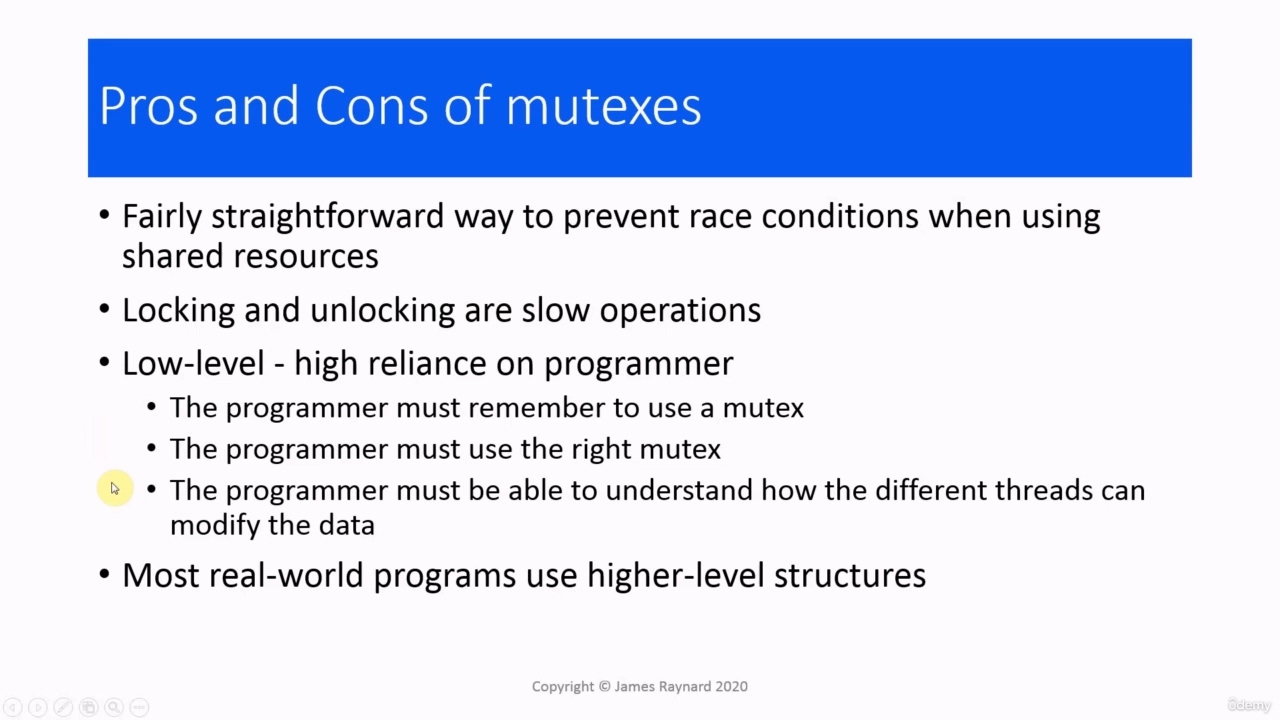 Pros and Cons of mutexes
• Fairly straightforward way to prevent race conditions when using
shared resources
• Locking and unlocking are slow operations
• Low-level - high reliance on programmer
• The programmer must remember to use a mutex
• The programmer must use the right mutex
• The programmer must be able to understand how the different threads can
modify the data
• Most real-world programs use higher-level structures
Copyright © James Raynard 2020
ûdemy